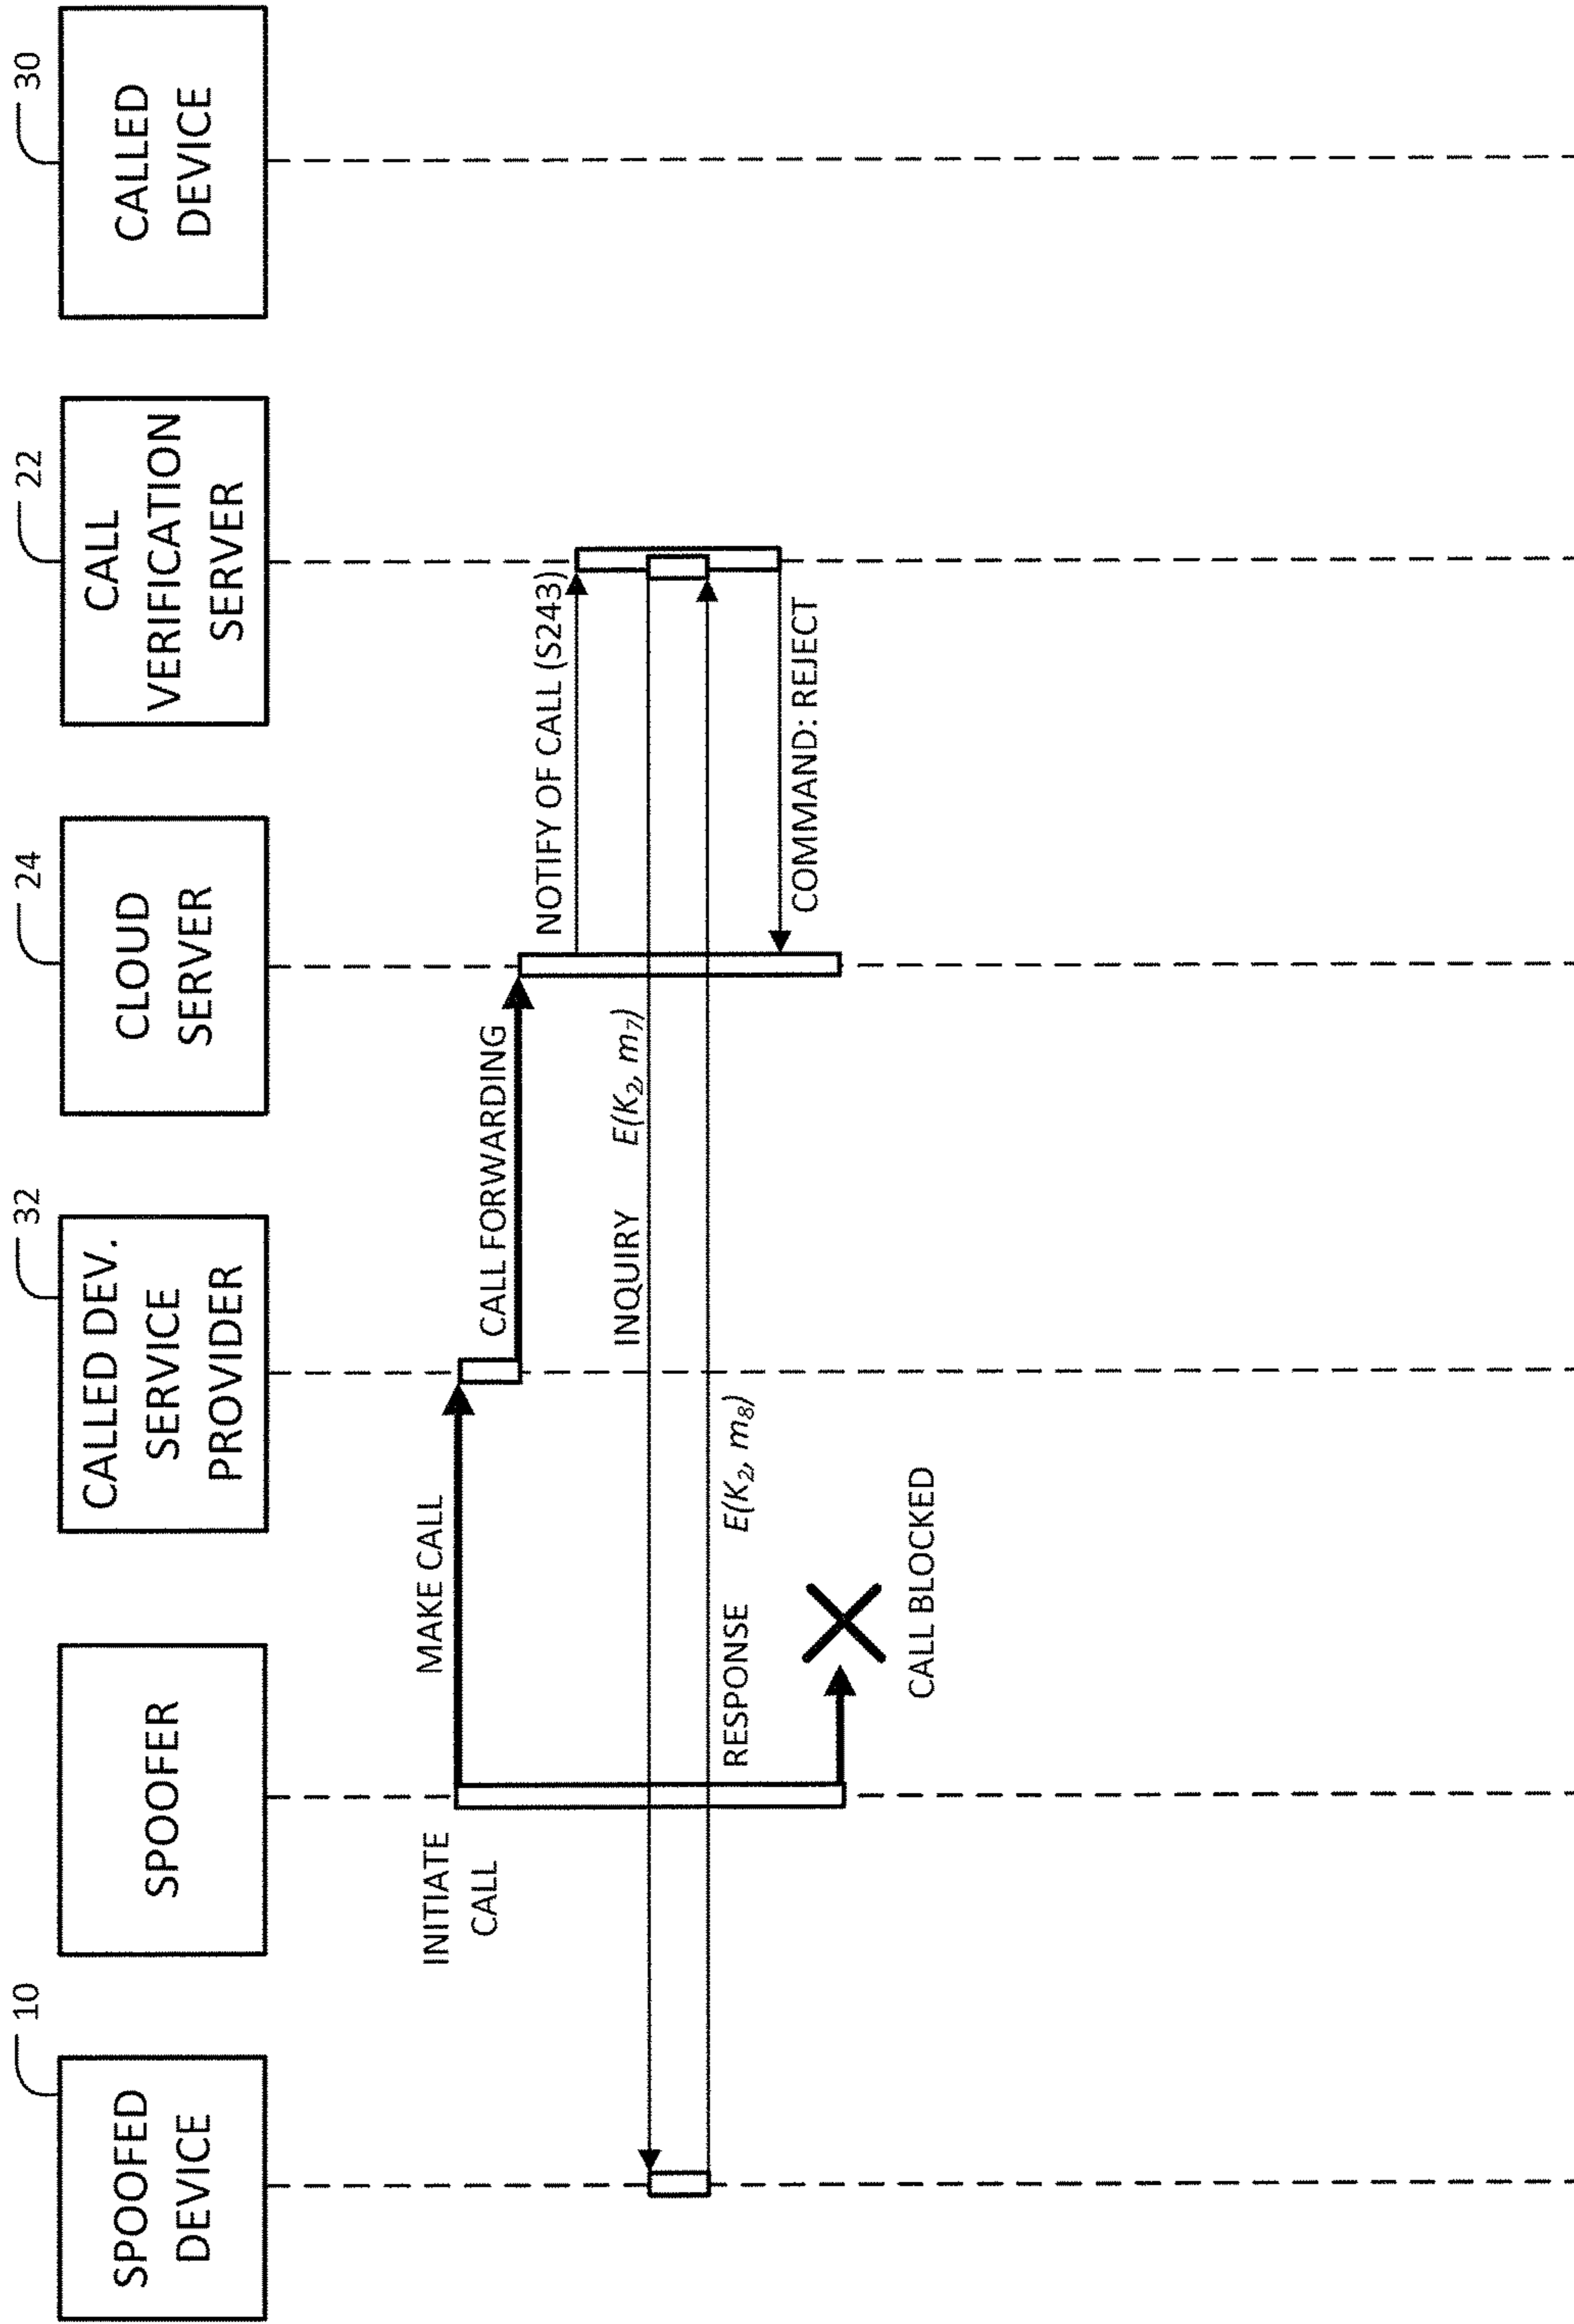 10
SPOOFED
DEVICE
SPOOFER
32
CALLED DEV.
SERVICE
PROVIDER
24
CLOUD
SERVER
22
CALL
VERIFICATION
SERVER
30
CALLED
DEVICE
INITIATE
CALL
MAKE CALL
CALL FORWARDING
NOTIFY OF CALL (S243)
INQUIRY E(K₂, m₇)
RESPONSE E(K₂, m₈)
COMMAND: REJECT
CALL BLOCKED